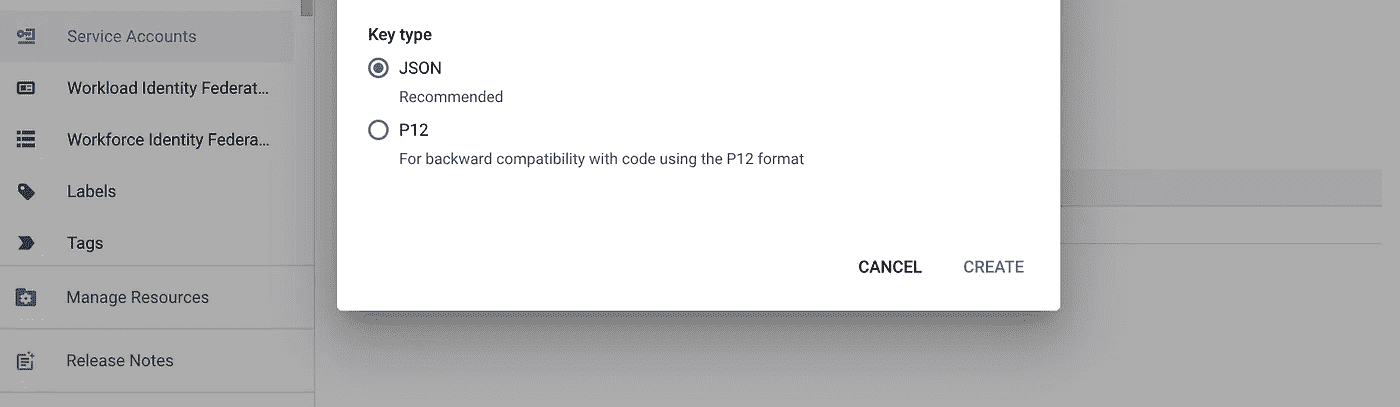 Service Accounts
Workload Identity Federat...
Workforce Identity Federa...
Labels
Tags
Manage Resources
Release Notes
Key type
JSON
Recommended
P12
For backward compatibility with code using the P12 format
CANCEL
CREATE